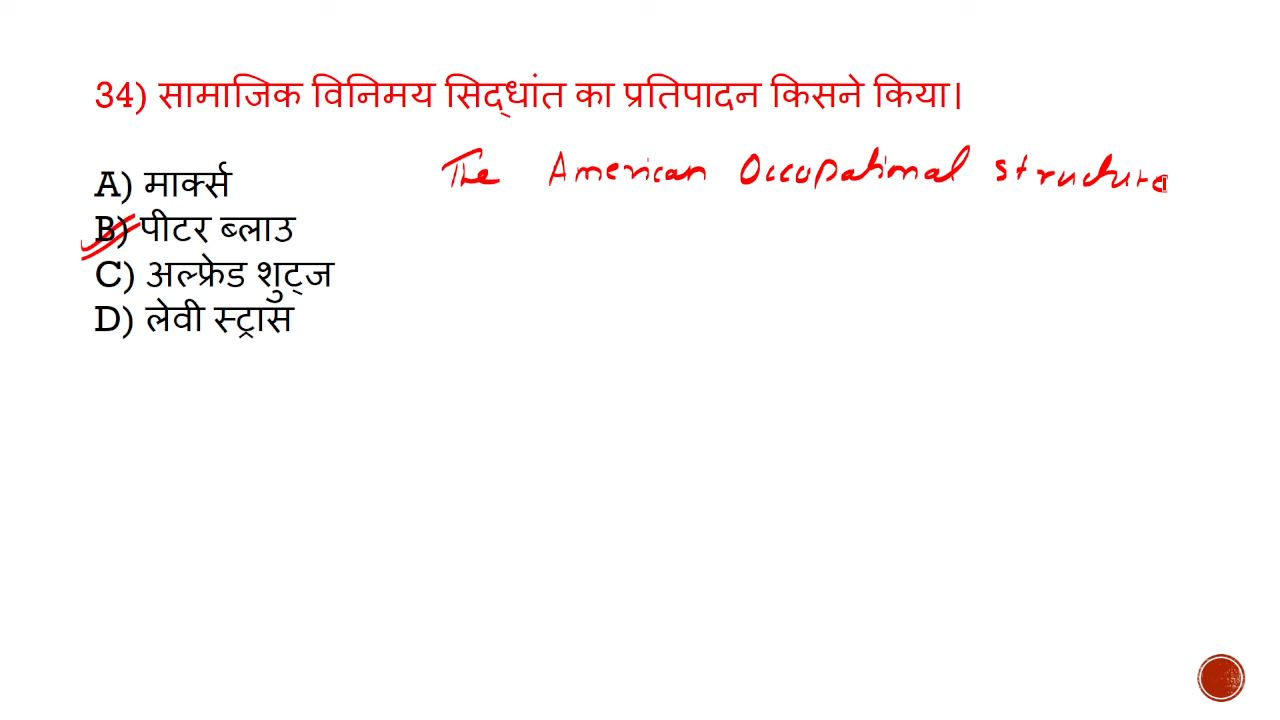 34) सामाजिक विनिमय सिद्धांत का प्रतिपादन किसने किया।
The American Occupational structure
A) मार्क्स
B) पीटर ब्लाउ
C) अल्फ्रेड शुट्ज
D) लेवी स्ट्रास